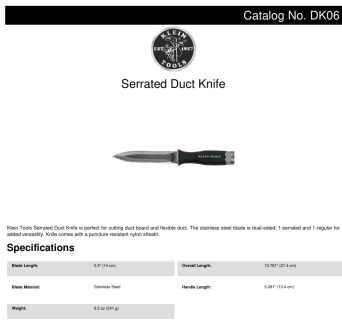 Catalog No. DK06
KLEIN
EST. 1857
TOOLS
Serrated Duct Knife
KLEIN TOOLS
Klein Tools Serrated Duct Knife is perfect for cutting duct board and flexible duct. The stainless steel blade is dual-sided: 1-serrated and 1-regular for
added versatility. Knife comes with a puncture resistant nylon sheath.
Specifications
Blade Length: 5.5" (14 cm) Overall Length: 10.781" (27.4 cm)
Blade Material: Stainless Steel Handle Length: 5.281" (13.4 cm)
Weight: 8.5 oz (241 g)